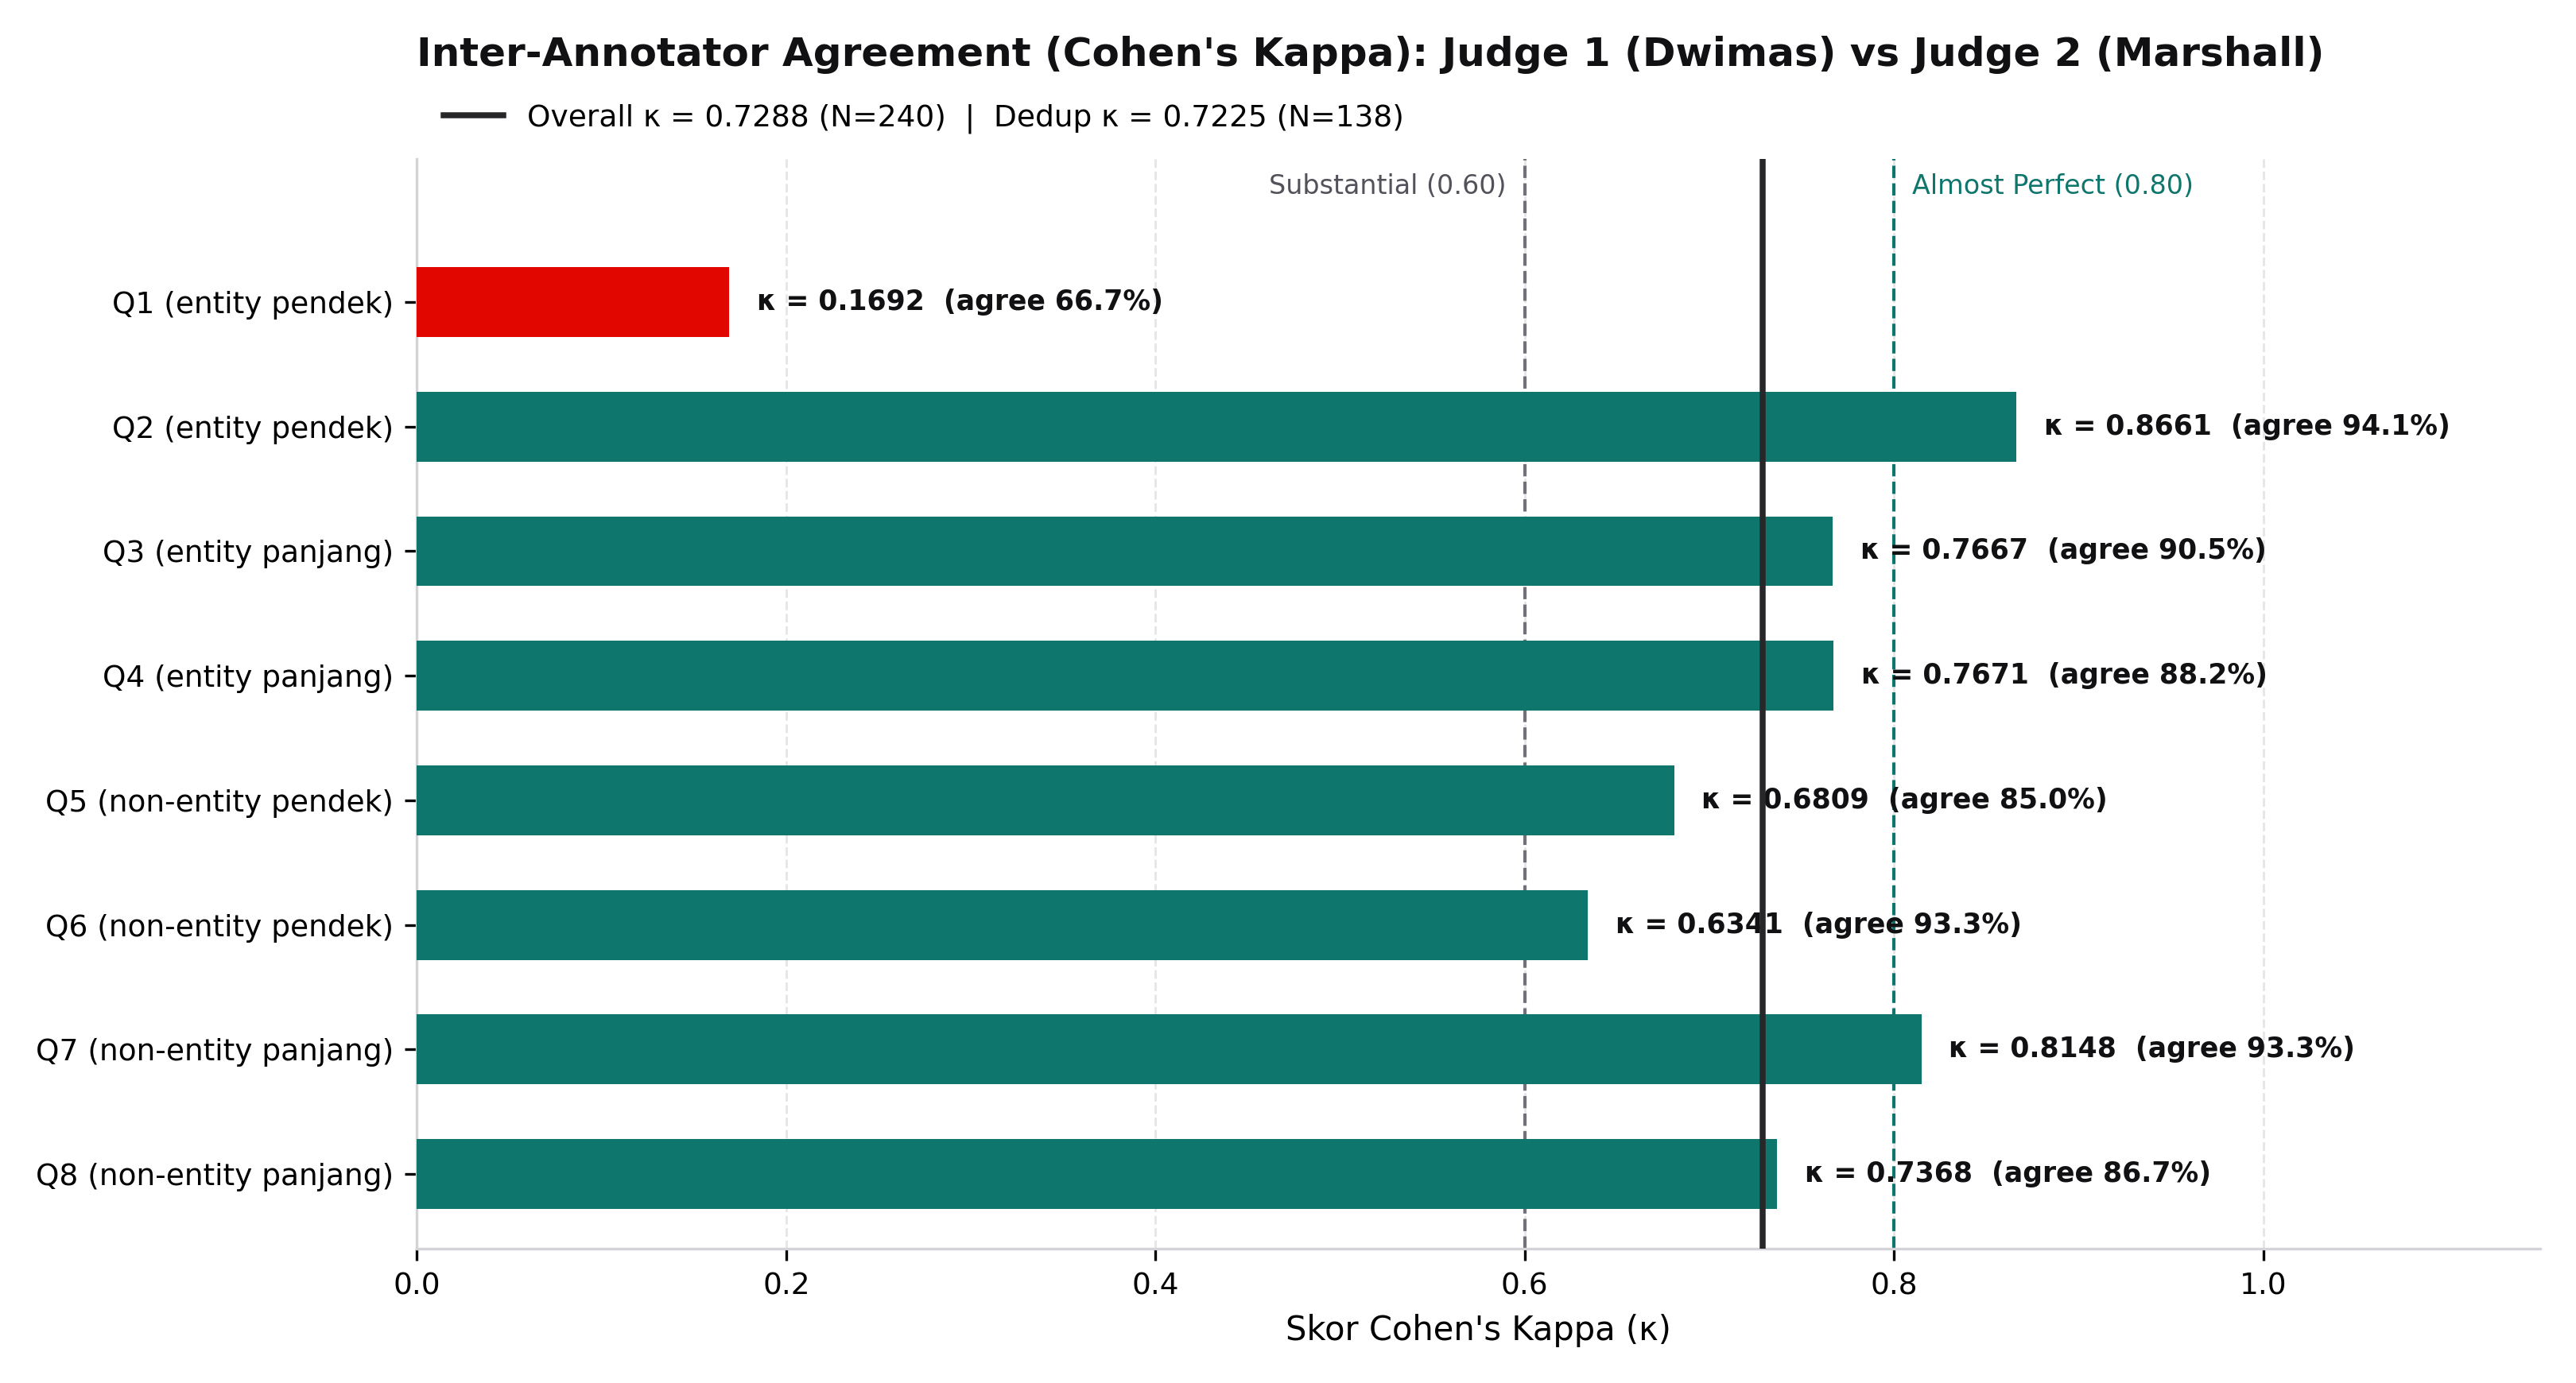 Inter-Annotator Agreement (Cohen's Kappa): Judge 1 (Dwimas) vs Judge 2 (Marshall)
Overall κ = 0.7288 (N=240) | Dedup κ = 0.7225 (N=138)
Substantial (0.60)
Almost Perfect (0.80)
Q1 (entity pendek)
κ = 0.1692 (agree 66.7%)
Q2 (entity pendek)
κ = 0.8661 (agree 94.1%)
Q3 (entity panjang)
κ = 0.7667 (agree 90.5%)
Q4 (entity panjang)
κ = 0.7671 (agree 88.2%)
Q5 (non-entity pendek)
κ = 0.6809 (agree 85.0%)
Q6 (non-entity pendek)
κ = 0.6341 (agree 93.3%)
Q7 (non-entity panjang)
κ = 0.8148 (agree 93.3%)
Q8 (non-entity panjang)
κ = 0.7368 (agree 86.7%)
0.0 0.2 0.4 0.6 0.8 1.0
Skor Cohen's Kappa (κ)